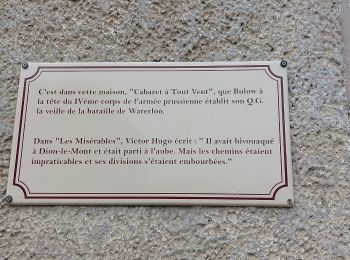 C'est dans cette maison, "Cabaret à Tout Vent", que Bulow à
la tête du IVème corps de l'armée prussienne établit son Q.G.
la veille de la bataille de Waterloo.
Dans "Les Misérables", Victor Hugo écrit : " Il avait bivouaqué
à Dion-le-Mont et était parti à l'aube. Mais les chemins étaient
impraticables et ses divisions s'étaient embourbées."